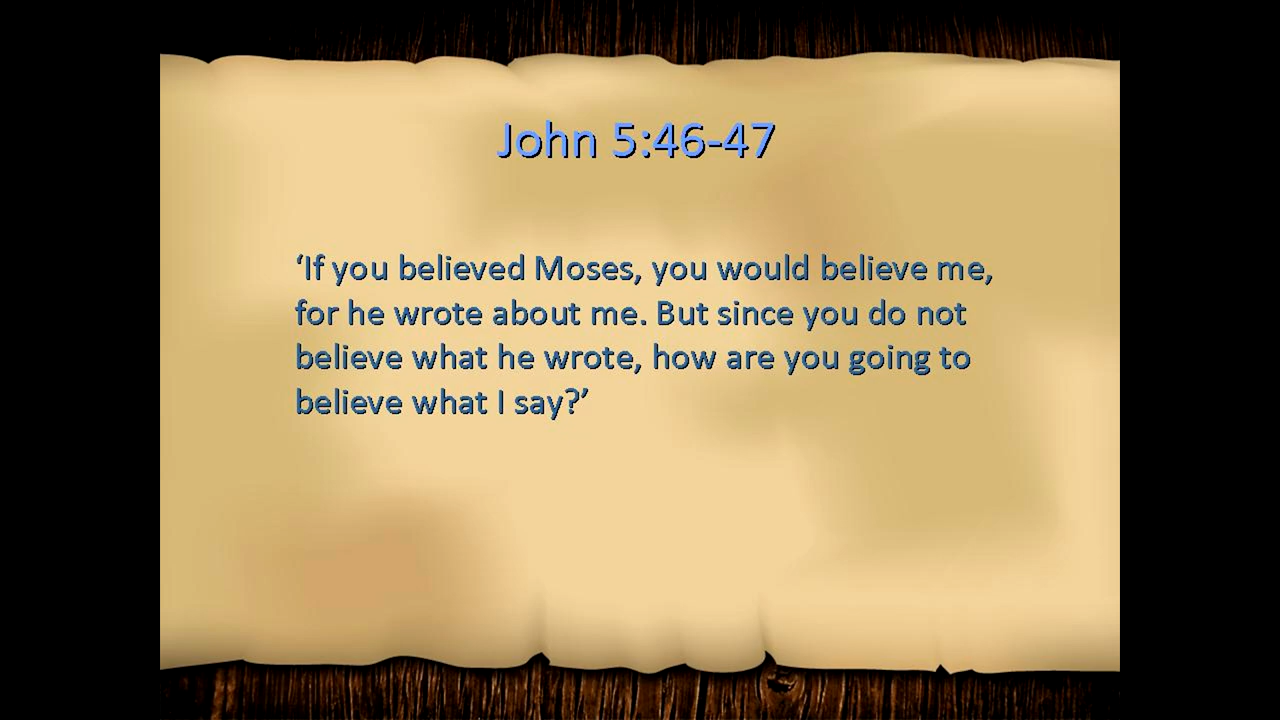 John 5:46-47
‘If you believed Moses, you would believe me,
for he wrote about me. But since you do not
believe what he wrote, how are you going to
believe what I say?’